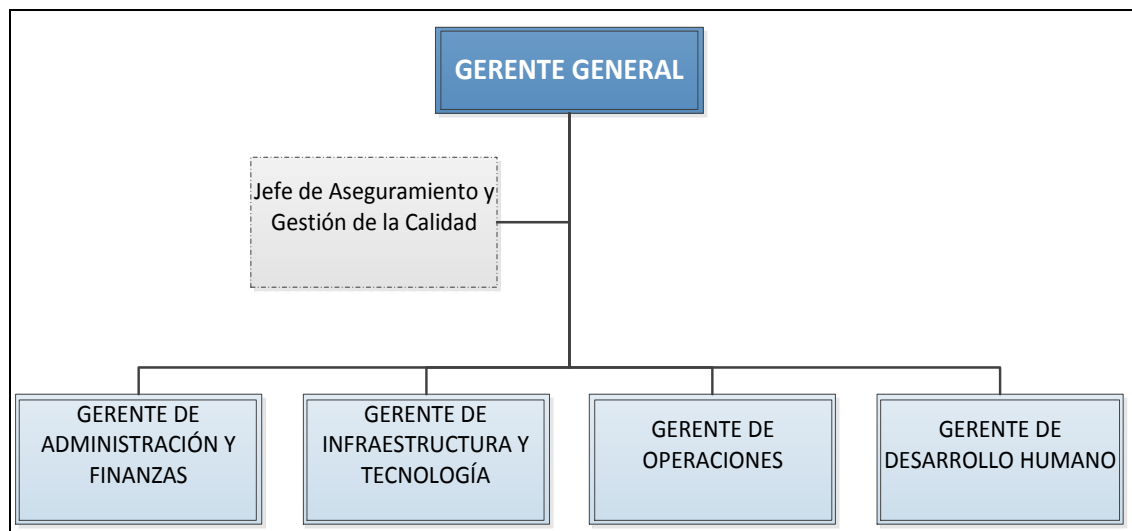 GERENTE GENERAL
Jefe de Aseguramiento y
Gestión de la Calidad
GERENTE DE
ADMINISTRACIÓN Y
FINANZAS
GERENTE DE
INFRAESTRUCTURA Y
TECNOLOGÍA
GERENTE DE
OPERACIONES
GERENTE DE
DESARROLLO HUMANO